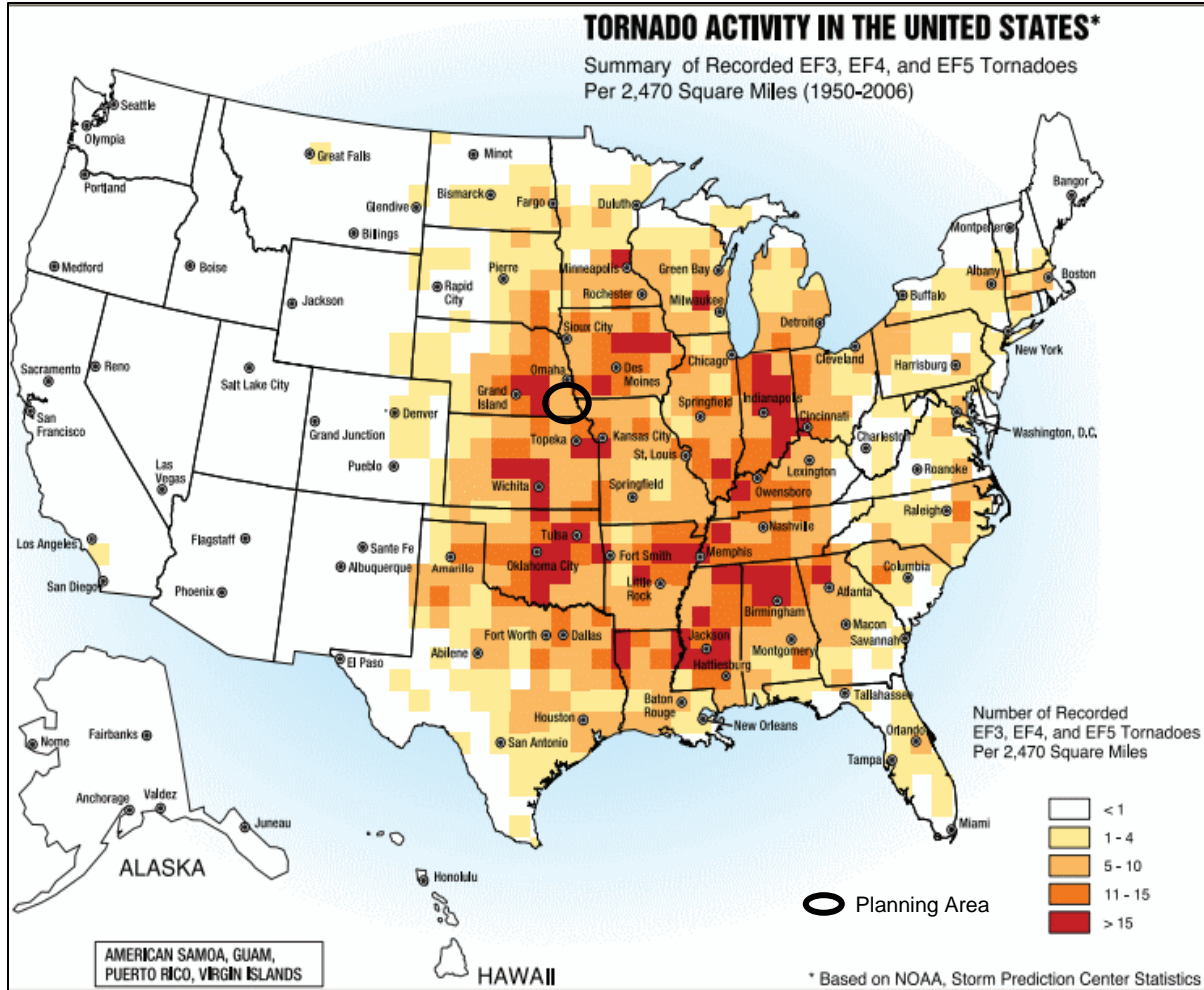 TORNADO ACTIVITY IN THE UNITED STATES*
Summary of Recorded EF3, EF4, and EF5 Tornadoes
Per 2,470 Square Miles (1950-2006)
Seattle
Olympia
Portland
Great Falls
Minot
Bangor
Glendive
Bismarck
Fargo
Duluth
Billings
Montpelier
Medford
Boise
Jackson
Rapid
City
Pierre
Minneapolis
Green Bay
Albany
Boston
Rochester
Milwaukee
Buffalo
Sioux City
Detroit
Sacramento
Reno
Salt Lake City
Omaha
Des
Moines
Chicago
Cleveland
New York
Harrisburg
San
Francisco
Grand
Island
Denver
Grand Junction
Springfield
Indianapolis
Cincinnati
Washington, D.C.
Topeka
Kansas City
St. Louis
Charleston
Las
Vegas
Pueblo
Wichita
Springfield
Lexington
Roanoke
Owensboro
Raleigh
Los Angeles
Flagstaff
Sante Fe
Tulsa
Nashville
Albuquerque
Amarillo
Oklahoma City
Fort Smith
Memphis
San Diego
Phoenix
Little
Rock
Columbia
Birmingham
Atlanta
Fort Worth
Dallas
Jackson
Macon
Savannah
El Paso
Abilene
Montgomery
Hattiesburg
Tallahassee
Baton
Rouge
New Orleans
Houston
San Antonio
Orlando
Tampa
Miami
Nome
Fairbanks
Anchorage
Valdez
Juneau
ALASKA
Honolulu
HAWAII
Number of Recorded
EF3, EF4, and EF5 Tornadoes
Per 2,470 Square Miles
< 1
1 - 4
5 - 10
11 - 15
> 15
Planning Area
AMERICAN SAMOA, GUAM,
PUERTO RICO, VIRGIN ISLANDS
* Based on NOAA, Storm Prediction Center Statistics